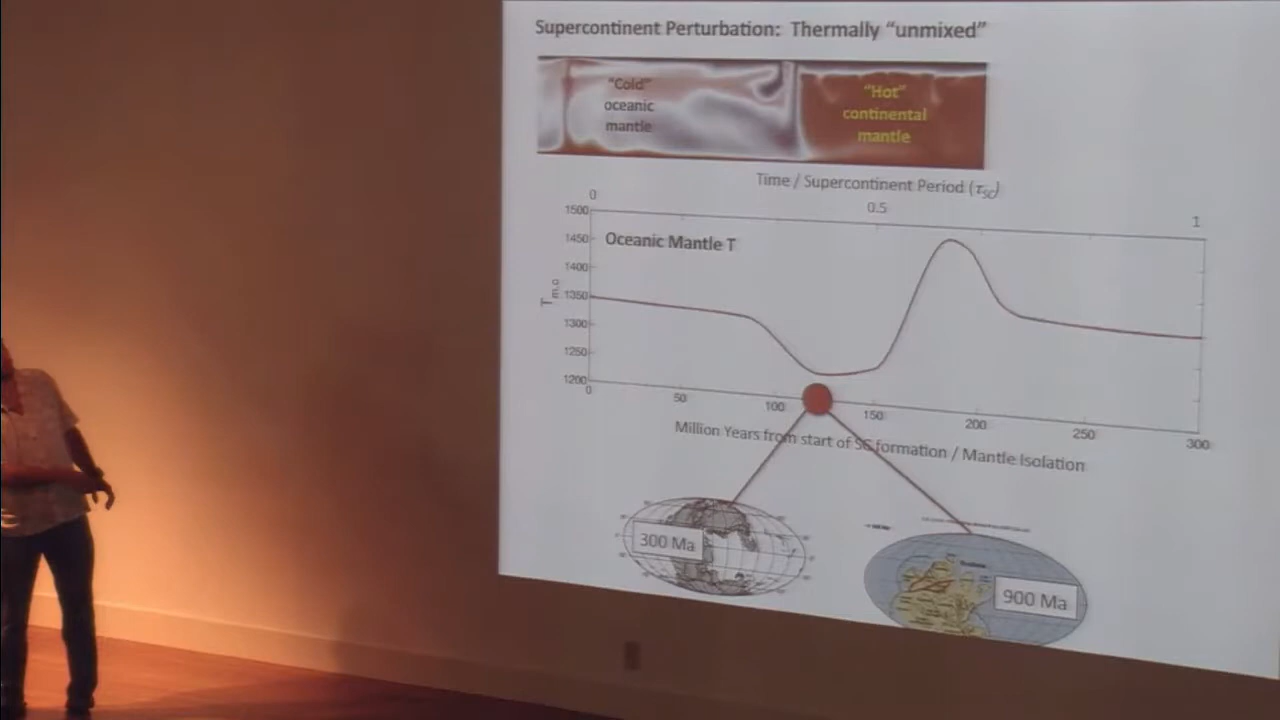 Supercontinent Perturbation: Thermally "unmixed"
"Cold"
oceanic
mantle
"Hot"
continental
mantle
Time / Supercontinent Period (τSC)
0
0.5
1
Oceanic Mantle T
Tm,o
1500
1450
1400
1350
1300
1250
1200
0
50
100
150
200
250
300
Million Years from start of SC formation / Mantle Isolation
300 Ma
900 Ma